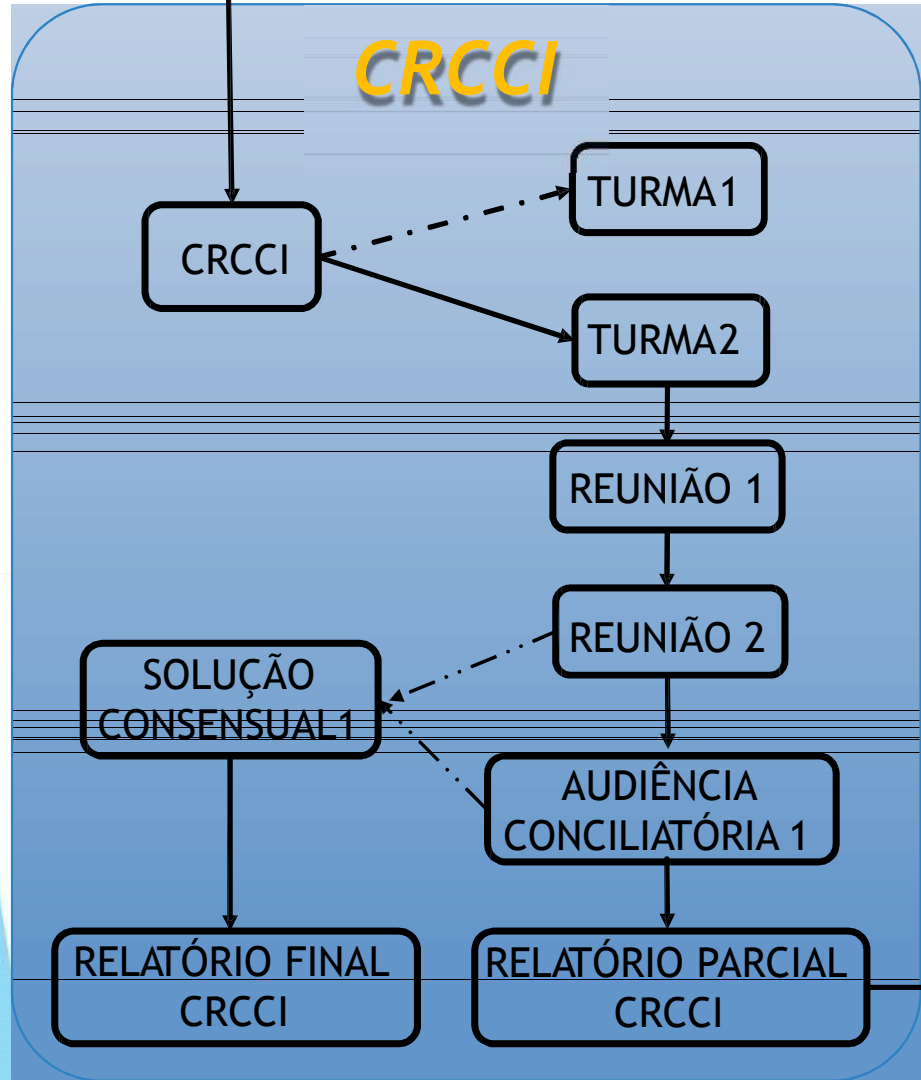 CRCCI
TURMA1
CRCCI
TURMA2
REUNIÃO 1
REUNIÃO 2
SOLUÇÃO
CONSENSUAL1
AUDIÊNCIA
CONCILIATÓRIA 1
RELATÓRIO FINAL
CRCCI
RELATÓRIO PARCIAL
CRCCI